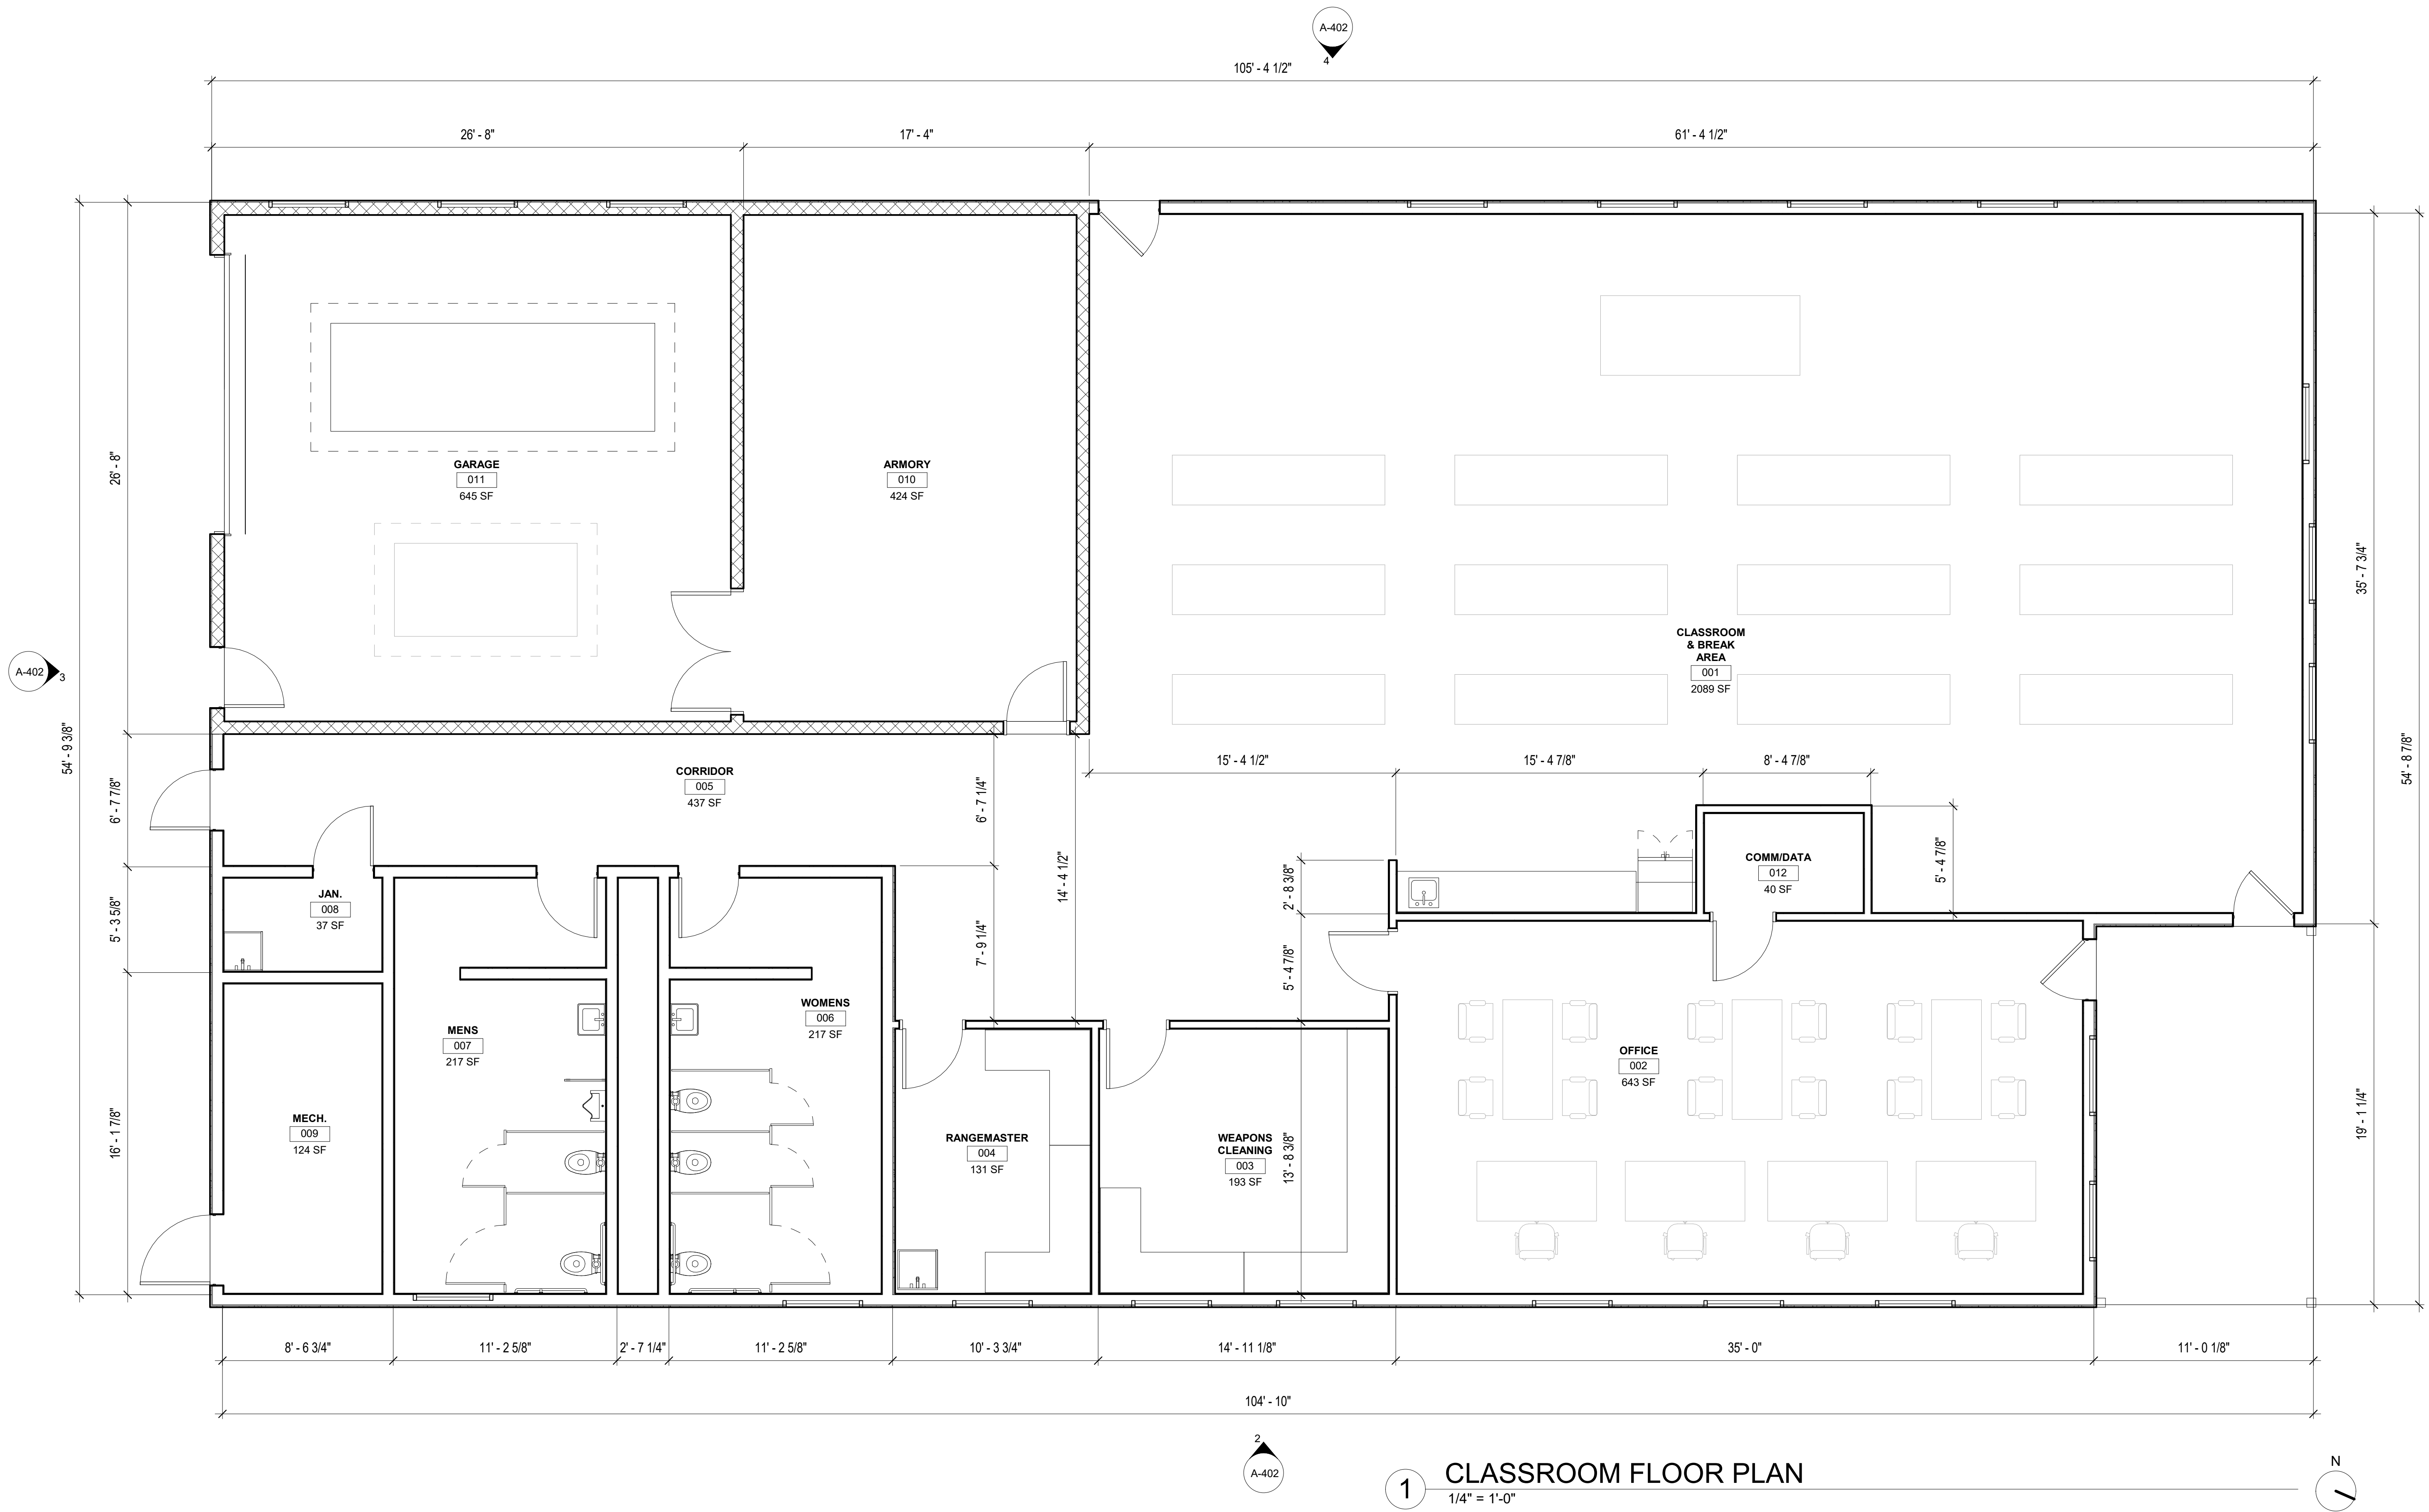 A-402
4
105' - 4 1/2"
26' - 8"
17' - 4"
61' - 4 1/2"
GARAGE
011
645 SF
ARMORY
010
424 SF
CLASSROOM
& BREAK
AREA
001
2089 SF
26' - 8"
54' - 9 3/8"
6' - 7 7/8"
5' - 3 5/8"
16' - 1 7/8"
A-402
3
35' - 7 3/4"
54' - 8 7/8"
19' - 1 1/4"
CORRIDOR
005
437 SF
6' - 7 1/4"
14' - 4 1/2"
7' - 9 1/4"
15' - 4 1/2"
15' - 4 7/8"
8' - 4 7/8"
2' - 8 3/8"
5' - 4 7/8"
5' - 4 7/8"
13' - 8 3/8"
COMM/DATA
012
40 SF
JAN.
008
37 SF
MENS
007
217 SF
WOMENS
006
217 SF
MECH.
009
124 SF
RANGEMASTER
004
131 SF
WEAPONS
CLEANING
003
193 SF
OFFICE
002
643 SF
8' - 6 3/4"
11' - 2 5/8"
2' - 7 1/4"
11' - 2 5/8"
10' - 3 3/4"
14' - 11 1/8"
35' - 0"
11' - 0 1/8"
104' - 10"
2
A-402
1
CLASSROOM FLOOR PLAN
1/4" = 1'-0"
N